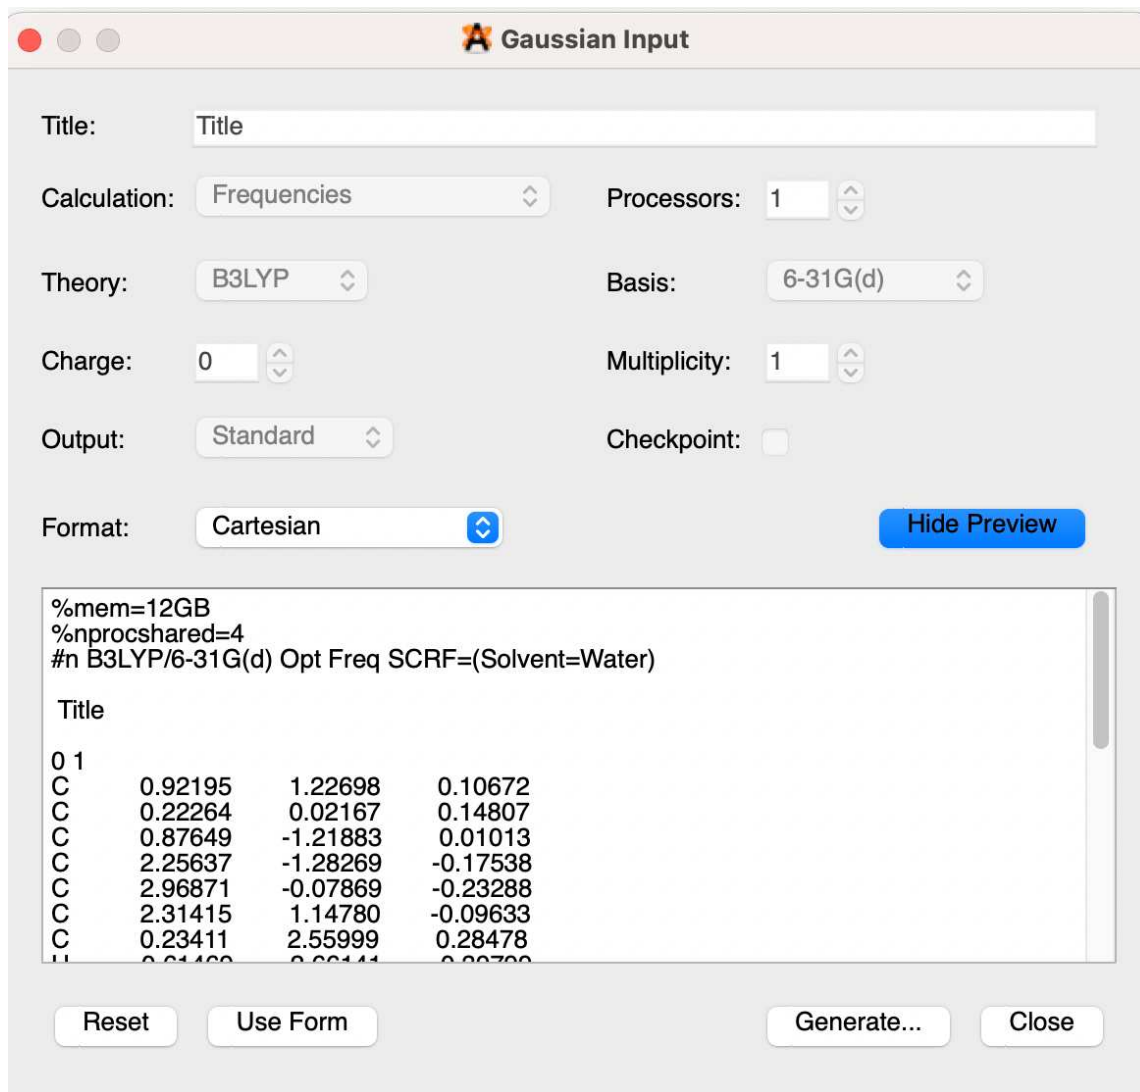 Gaussian Input
Title: Title
Calculation: Frequencies Processors: 1
Theory: B3LYP Basis: 6-31G(d)
Charge: 0 Multiplicity: 1
Output: Standard Checkpoint:
Format: Cartesian Hide Preview
%mem=12GB
%nprocshared=4
#n B3LYP/6-31G(d) Opt Freq SCRF=(Solvent=Water)
Title
0 1
C 0.92195 1.22698 0.10672
C 0.22264 0.02167 0.14807
C 0.87649 -1.21883 0.01013
C 2.25637 -1.28269 -0.17538
C 2.96871 -0.07869 -0.23288
C 2.31415 1.14780 -0.09633
C 0.23411 2.55999 0.28478
Reset Use Form Generate... Close